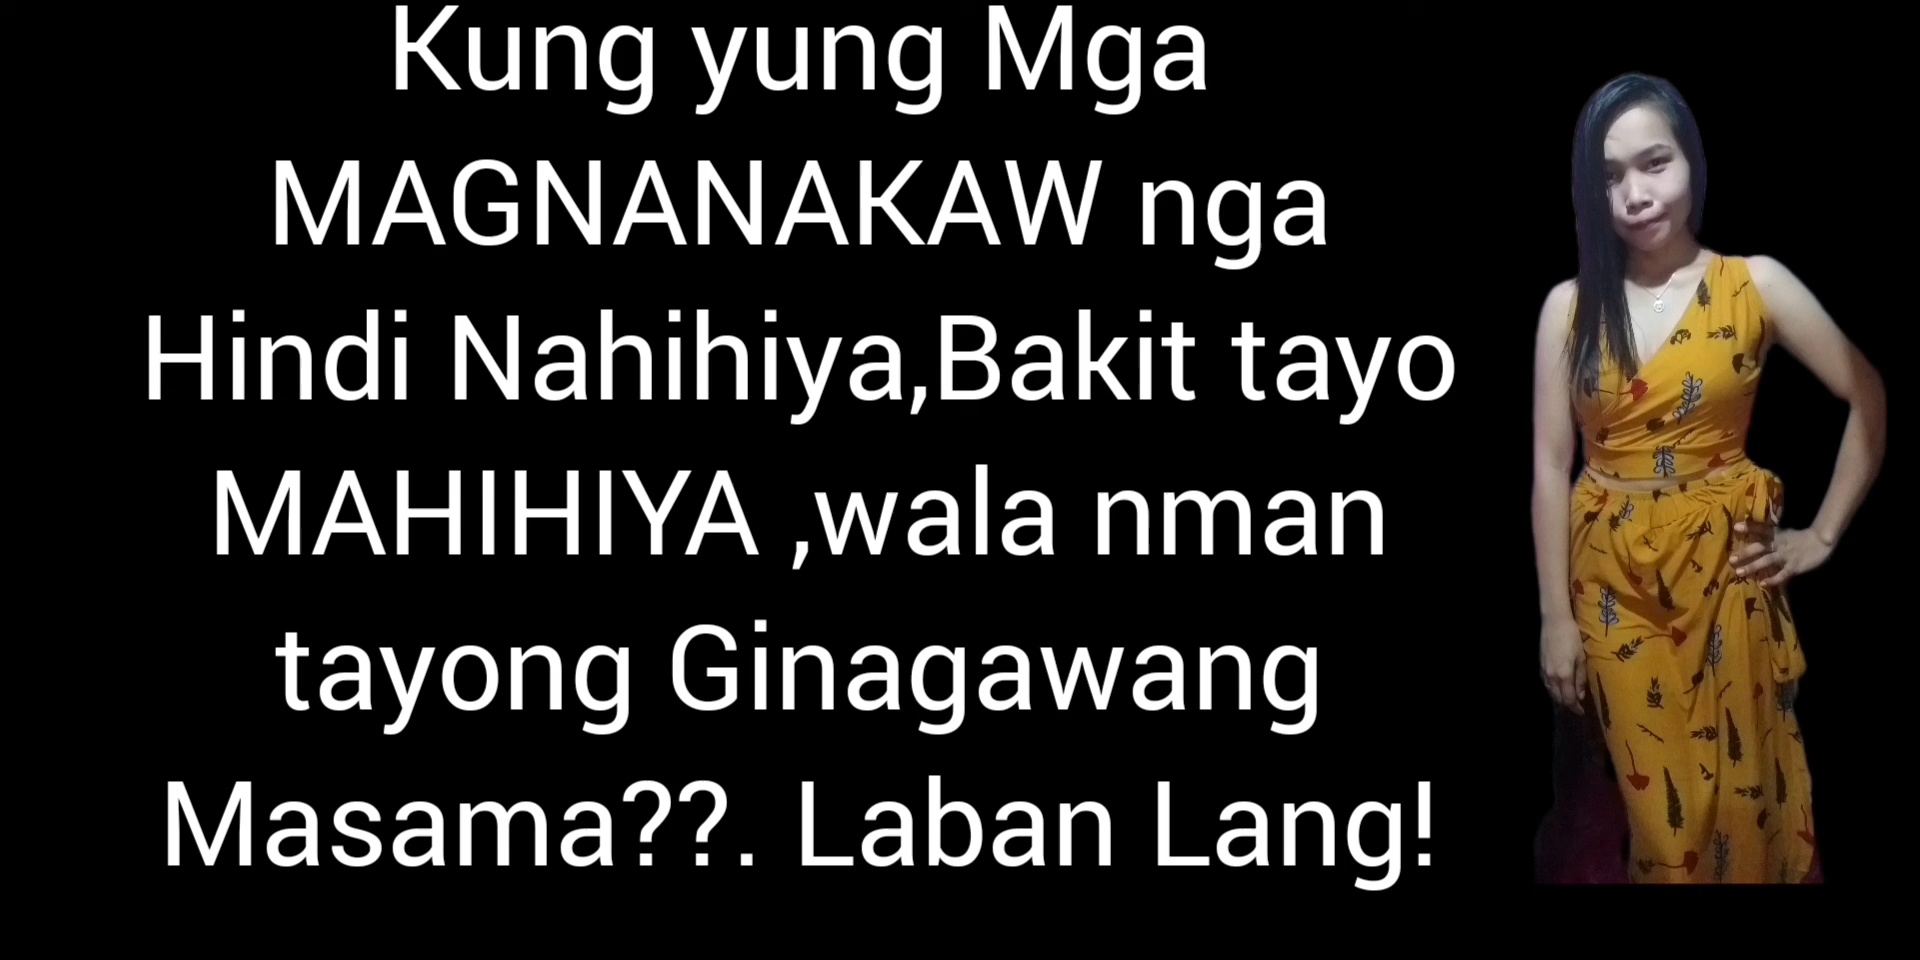 Kung yung Mga
MAGNANAKAW nga
Hindi Nahihiya,Bakit tayo
MAHIHIYA ,wala nman
tayong Ginagawang
Masama??. Laban Lang!